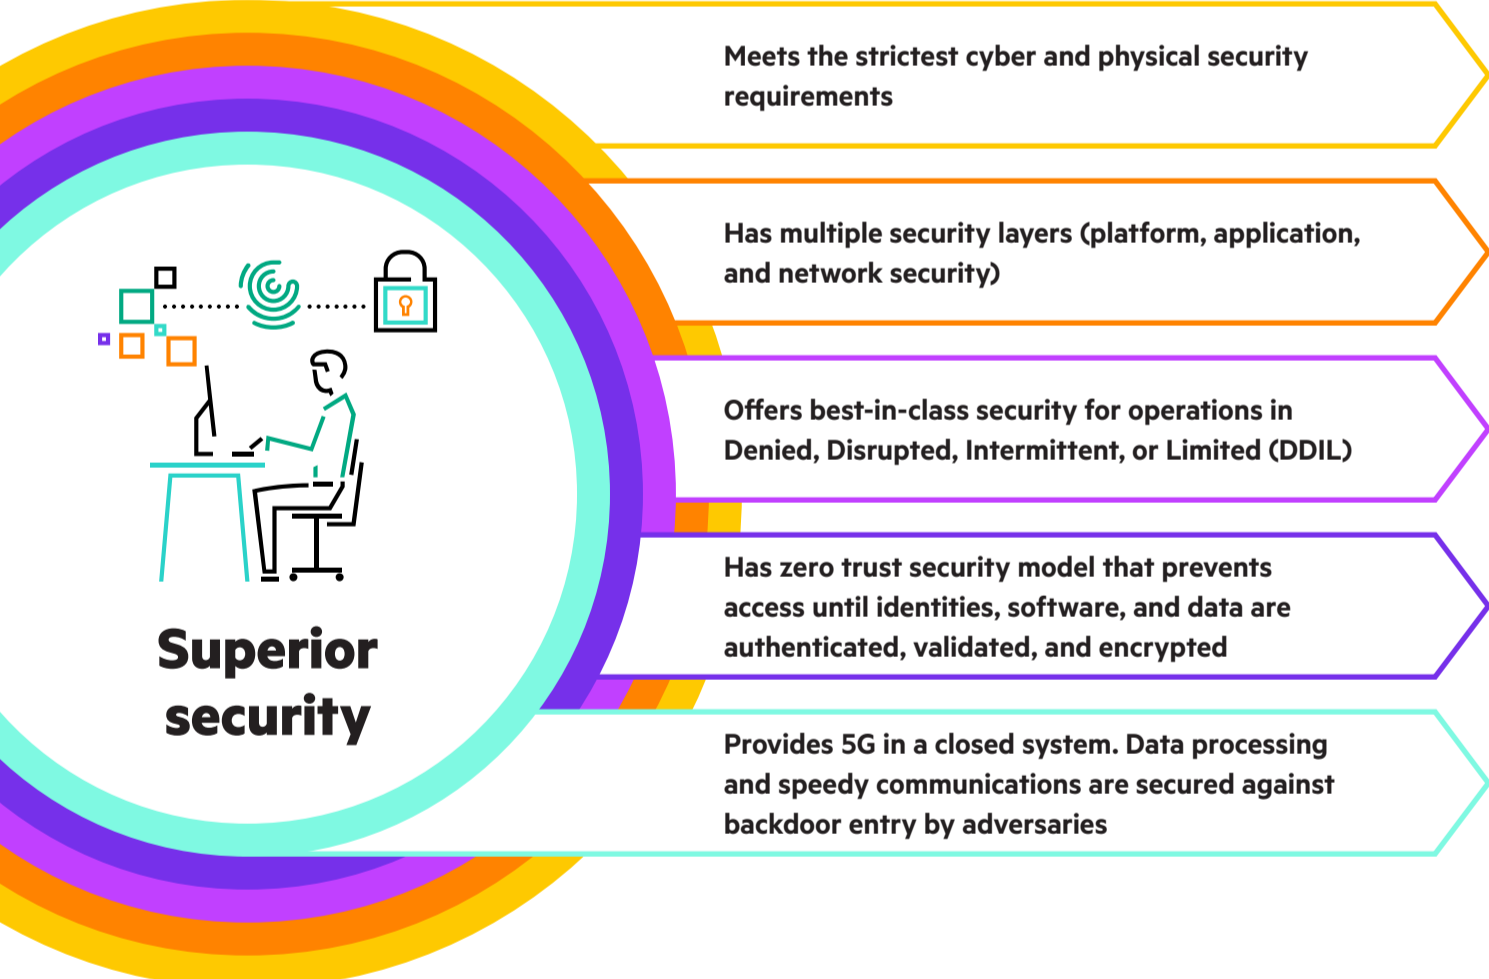 Meets the strictest cyber and physical security
requirements
Has multiple security layers (platform, application,
and network security)
Offers best-in-class security for operations in
Denied, Disrupted, Intermittent, or Limited (DDIL)
Has zero trust security model that prevents
access until identities, software, and data are
authenticated, validated, and encrypted
Provides 5G in a closed system. Data processing
and speedy communications are secured against
backdoor entry by adversaries
Superior
security